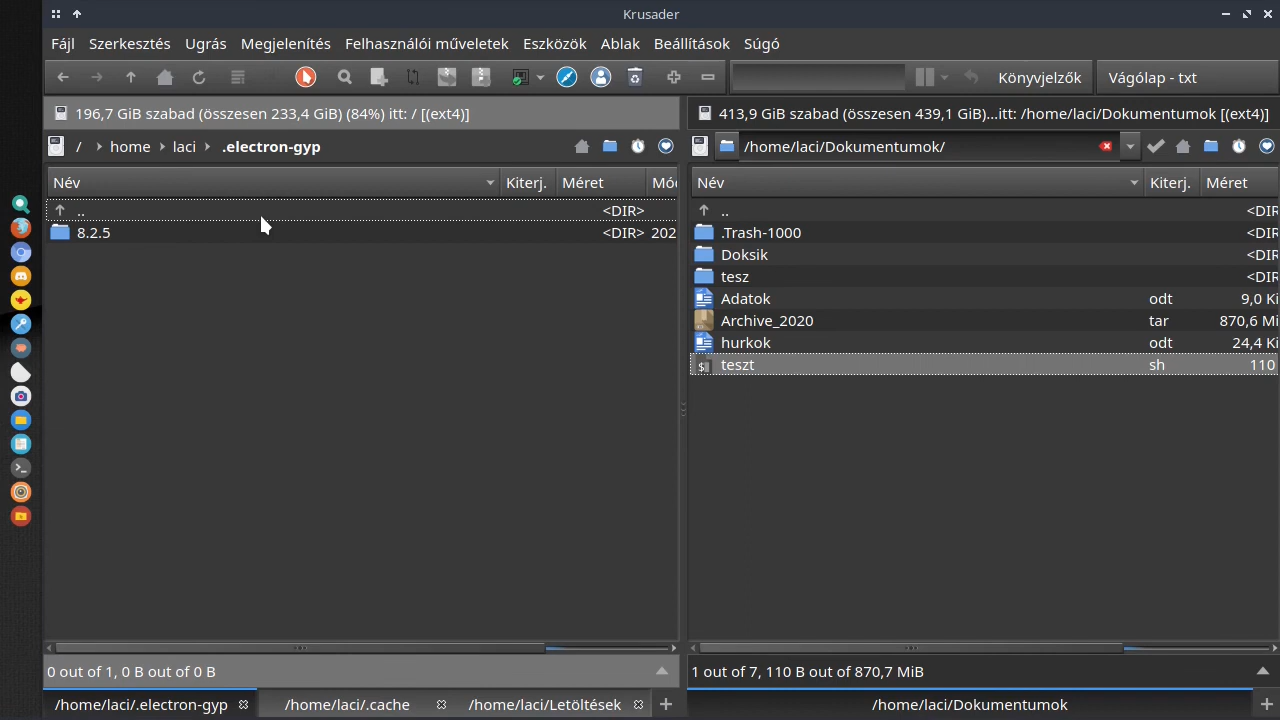 Krusader
Fájl Szerkesztés Ugrás Megjelenítés Felhasználói műveletek Eszközök Ablak Beállítások Súgó
Könyvjelzők Vágólap - txt
196,7 GiB szabad (összesen 233,4 GiB) (84%) itt: / [(ext4)]
/ home laci .electron-gyp
Név Kiterj. Méret Mó
.. <DIR>
8.2.5 <DIR> 202
0 out of 1, 0 B out of 0 B
/home/laci/.electron-gyp /home/laci/.cache /home/laci/Letöltések
413,9 GiB szabad (összesen 439,1 GiB)...itt: /home/laci/Dokumentumok [(ext4)]
/home/laci/Dokumentumok/
Név Kiterj. Méret
.. <DIR
.Trash-1000 <DIR
Doksik <DIR
tesz <DIR
Adatok odt 9,0 Ki
Archive_2020 tar 870,6 Mi
hurkok odt 24,4 Ki
teszt sh 110
1 out of 7, 110 B out of 870,7 MiB
/home/laci/Dokumentumok